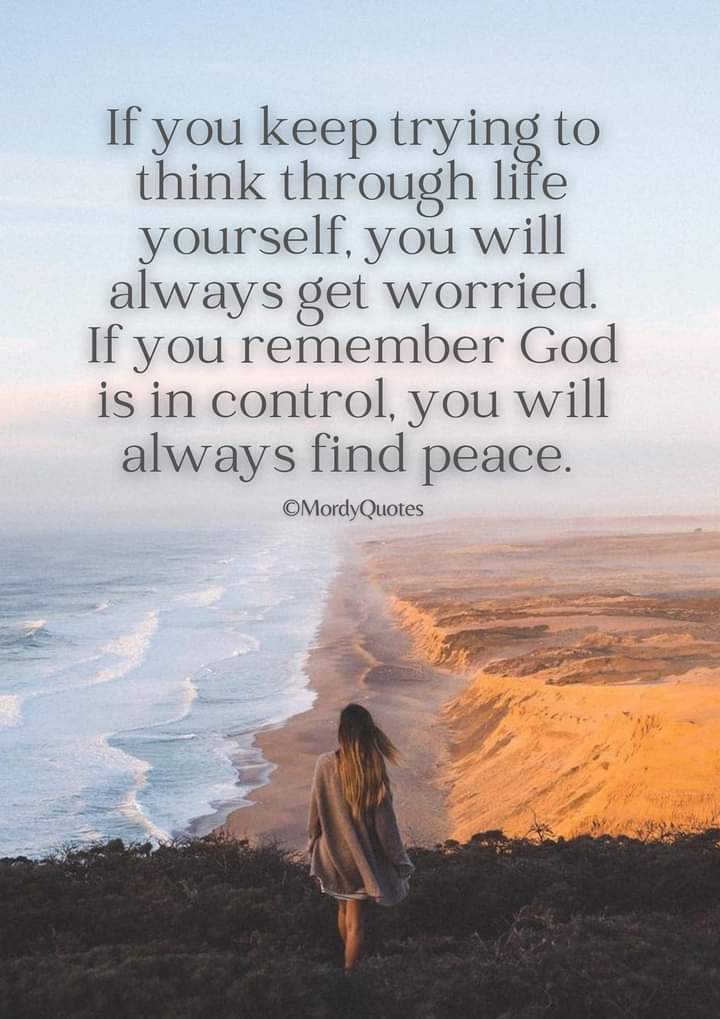 If you keep trying to
think through life
yourself, you will
always get worried.
If you remember God
is in control, you will
always find peace.
©MordyQuotes